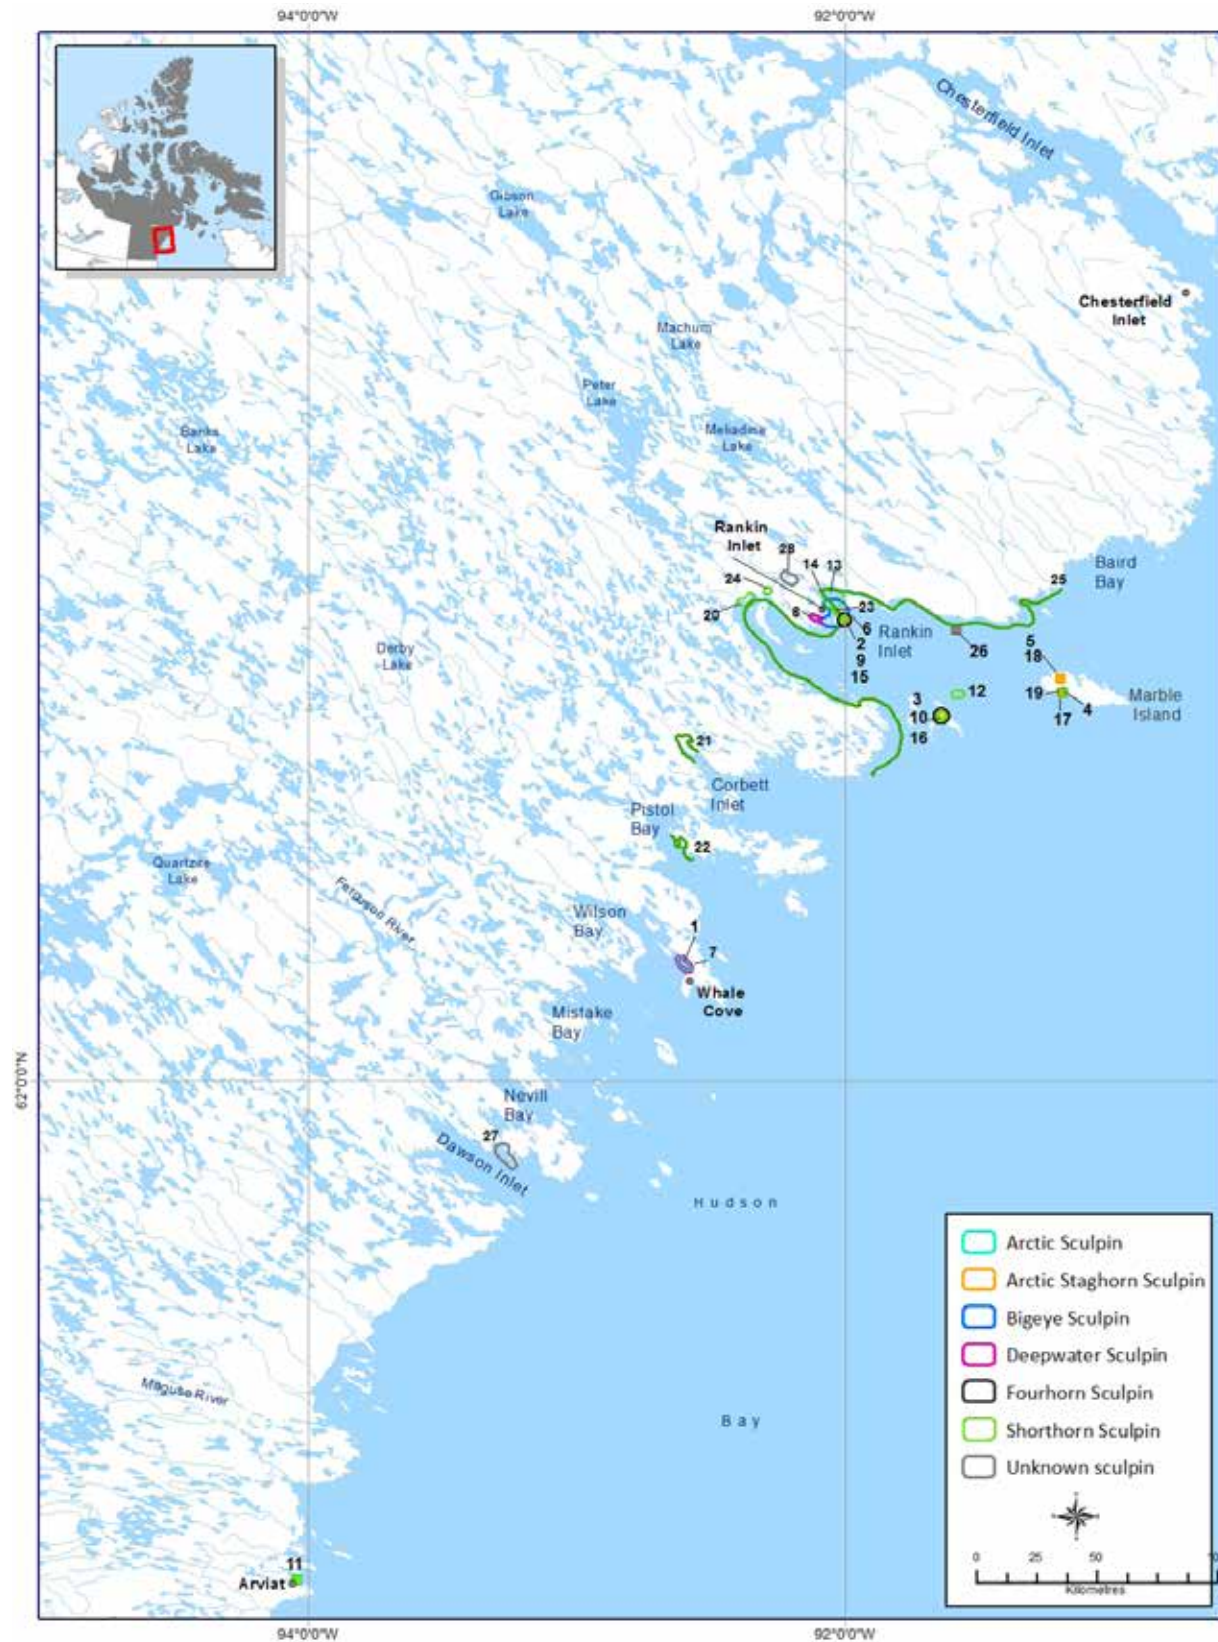 94°0'0"W
92°0'0"W
Chesterfield Inlet
Gibson
Lake
Chesterfield
Inlet
Machum
Lake
Peter
Lake
Banks
Lake
Meliadine
Lake
Rankin
Inlet
28
14
13
24
20
8
23
6
2
9
15
Rankin
Inlet
26
Baird
Bay
25
5
18
19
17
4
Marble
Island
12
3
10
16
Derby
Lake
21
Corbett
Inlet
Pistol
Bay
22
Quartzite
Lake
Ferguson River
Wilson
Bay
1
7
Whale
Cove
Mistake
Bay
62°0'0"N
Nevill
Bay
27
Dawson Inlet
Hudson
Bay
Maguse River
11
Arviat
Arctic Sculpin
Arctic Staghorn Sculpin
Bigeye Sculpin
Deepwater Sculpin
Fourhorn Sculpin
Shorthorn Sculpin
Unknown sculpin
0 25 50
Kilometres
94°0'0"W
92°0'0"W